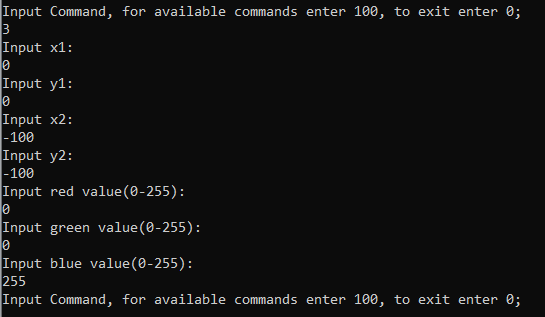 Input Command, for available commands enter 100, to exit enter 0;
3
Input x1:
0
Input y1:
0
Input x2:
-100
Input y2:
-100
Input red value(0-255):
0
Input green value(0-255):
0
Input blue value(0-255):
255
Input Command, for available commands enter 100, to exit enter 0;